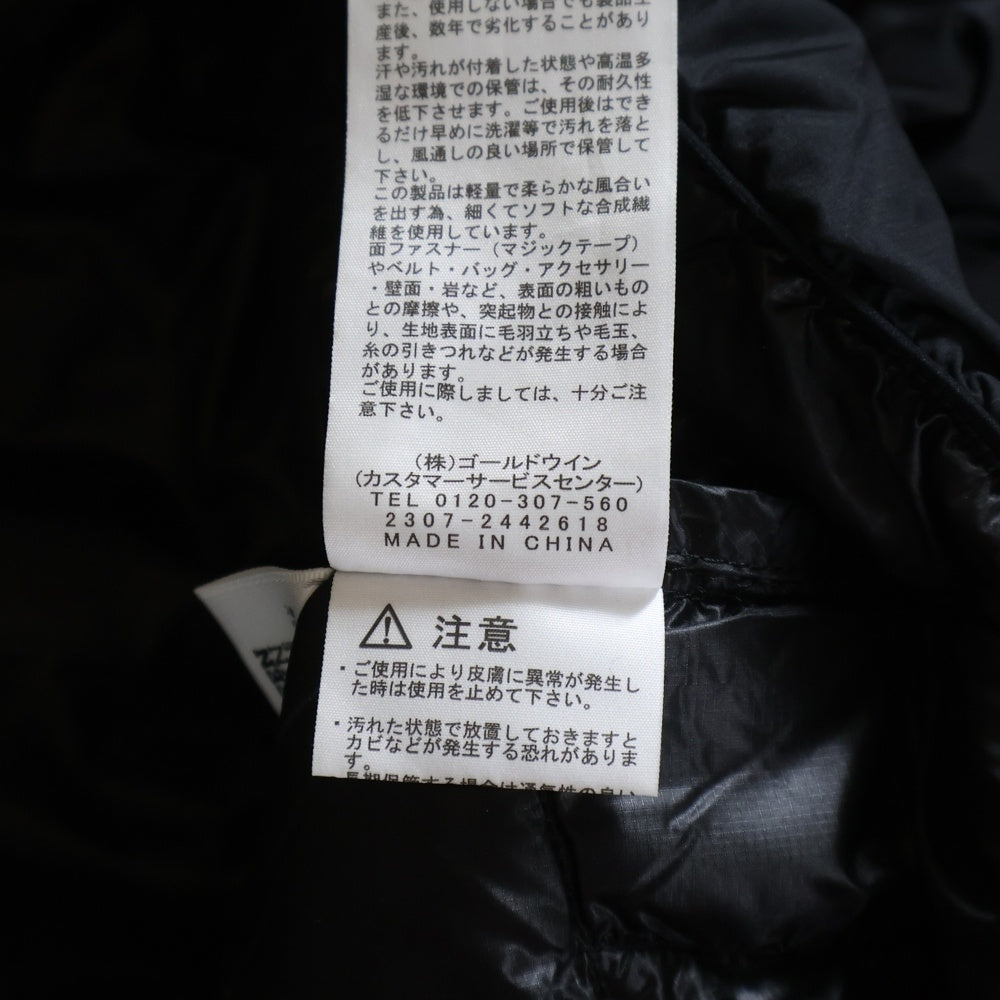 また、使用しない場合でも製品生
産後、数年で劣化することがあり
ます。
汗や汚れが付着した状態や高温多
湿な環境での保管は、その耐久性
を低下させます。ご使用後はでき
るだけ早めに洗濯等で汚れを落と
し、風通しの良い場所で保管して
下さい。
この製品は軽量で柔らかな風合い
を出す為、細くてソフトな合成繊
維を使用しています。
面ファスナー（マジックテープ）
やベルト・バッグ・アクセサリー
・壁面・岩など、表面の粗いもの
との摩擦や、突起物との接触によ
り、生地表面に毛羽立ちや毛玉、
糸の引きつれなどが発生する場合
があります。
ご使用に際しましては、十分ご注
意下さい。
（株）ゴールドウイン
(カスタマーサービスセンター)
TEL 0120-307-560
2307-2442618
MADE IN CHINA
注意
・ご使用により皮膚に異常が発生し
た時は使用を止めて下さい。
・汚れた状態で放置しておきますと
カビなどが発生する恐れがありま
す。
長期保管する場合は通気性の良い